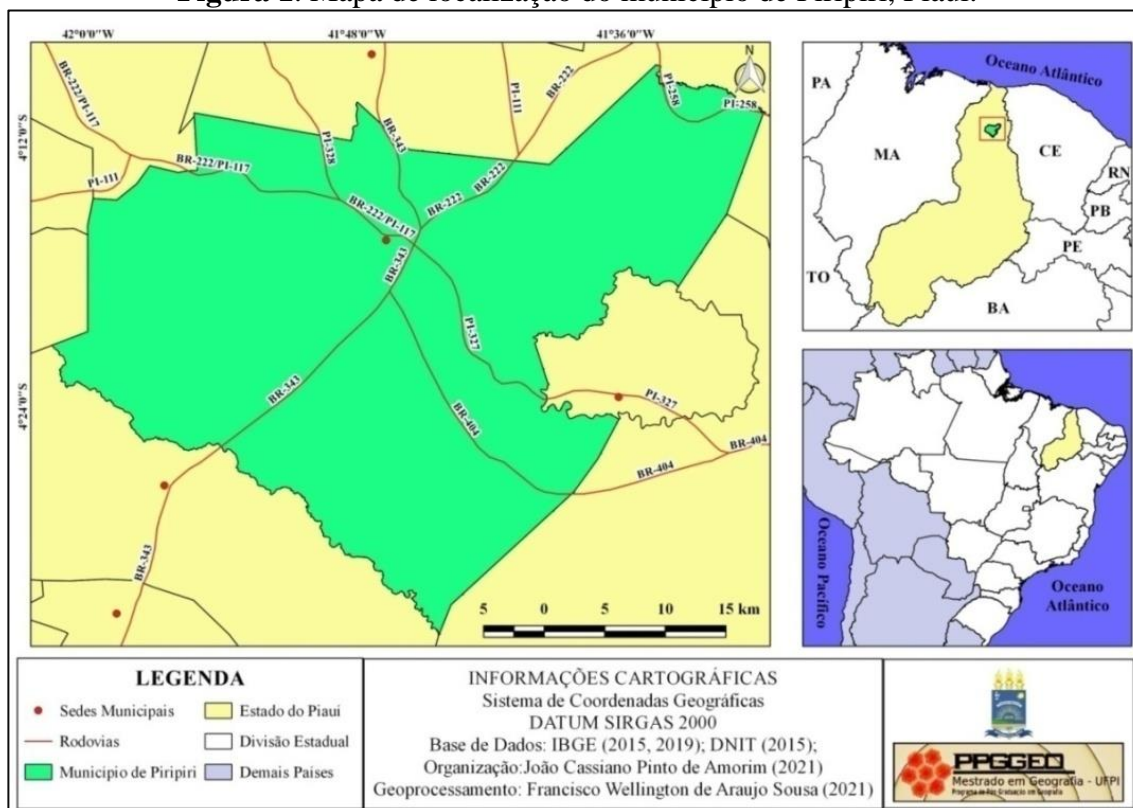 Figura 1: Mapa de localização do município de Piripiri, Piauí.
42°0'0"W
41°48'0"W
41°36'0"W
4°12'0"S
4°24'0"S
N
BR-222/PI-117
PI-111
BR-222/PI-117
PI-328
BR-343
PI-111
BR-222
PI-258
PI-258
BR-222
BR-222
BR-222/PI-117
BR-343
PI-327
BR-343
BR-404
PI-327
BR-404
BR-404
BR-343
5 0 5 10 15 km
Oceano Atlântico
PA
MA
CE
RN
PB
PE
TO
BA
Oceano Pacífico
Oceano
Atlântico
LEGENDA
Sedes Municipais
Rodovias
Município de Piripiri
Estado do Piauí
Divisão Estadual
Demais Países
INFORMAÇÕES CARTOGRÁFICAS
Sistema de Coordenadas Geográficas
DATUM SIRGAS 2000
Base de Dados: IBGE (2015, 2019); DNIT (2015);
Organização:João Cassiano Pinto de Amorim (2021)
Geoprocessamento: Francisco Wellington de Araujo Sousa (2021)
PPGGEO
Mestrado em Geografia - UFPI
Programa de Pós-Graduação em Geografia